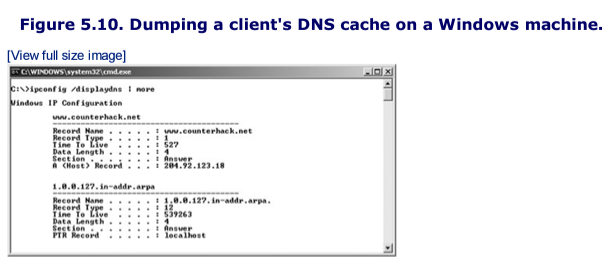 Figure 5.10. Dumping a client's DNS cache on a Windows machine.
[View full size image]
C:\WINDOWS\system32\cmd.exe
C:\>ipconfig /displaydns | more
Windows IP Configuration
www.counterhack.net
----------------------------------------
Record Name . . . . . : www.counterhack.net
Record Type . . . . . : 1
Time To Live  . . . . : 527
Data Length . . . . . : 4
Section . . . . . . . : Answer
A (Host) Record . . . : 204.92.123.18
1.0.0.127.in-addr.arpa
----------------------------------------
Record Name . . . . . : 1.0.0.127.in-addr.arpa.
Record Type . . . . . : 12
Time To Live  . . . . : 539263
Data Length . . . . . : 4
Section . . . . . . . : Answer
PTR Record  . . . . . : localhost